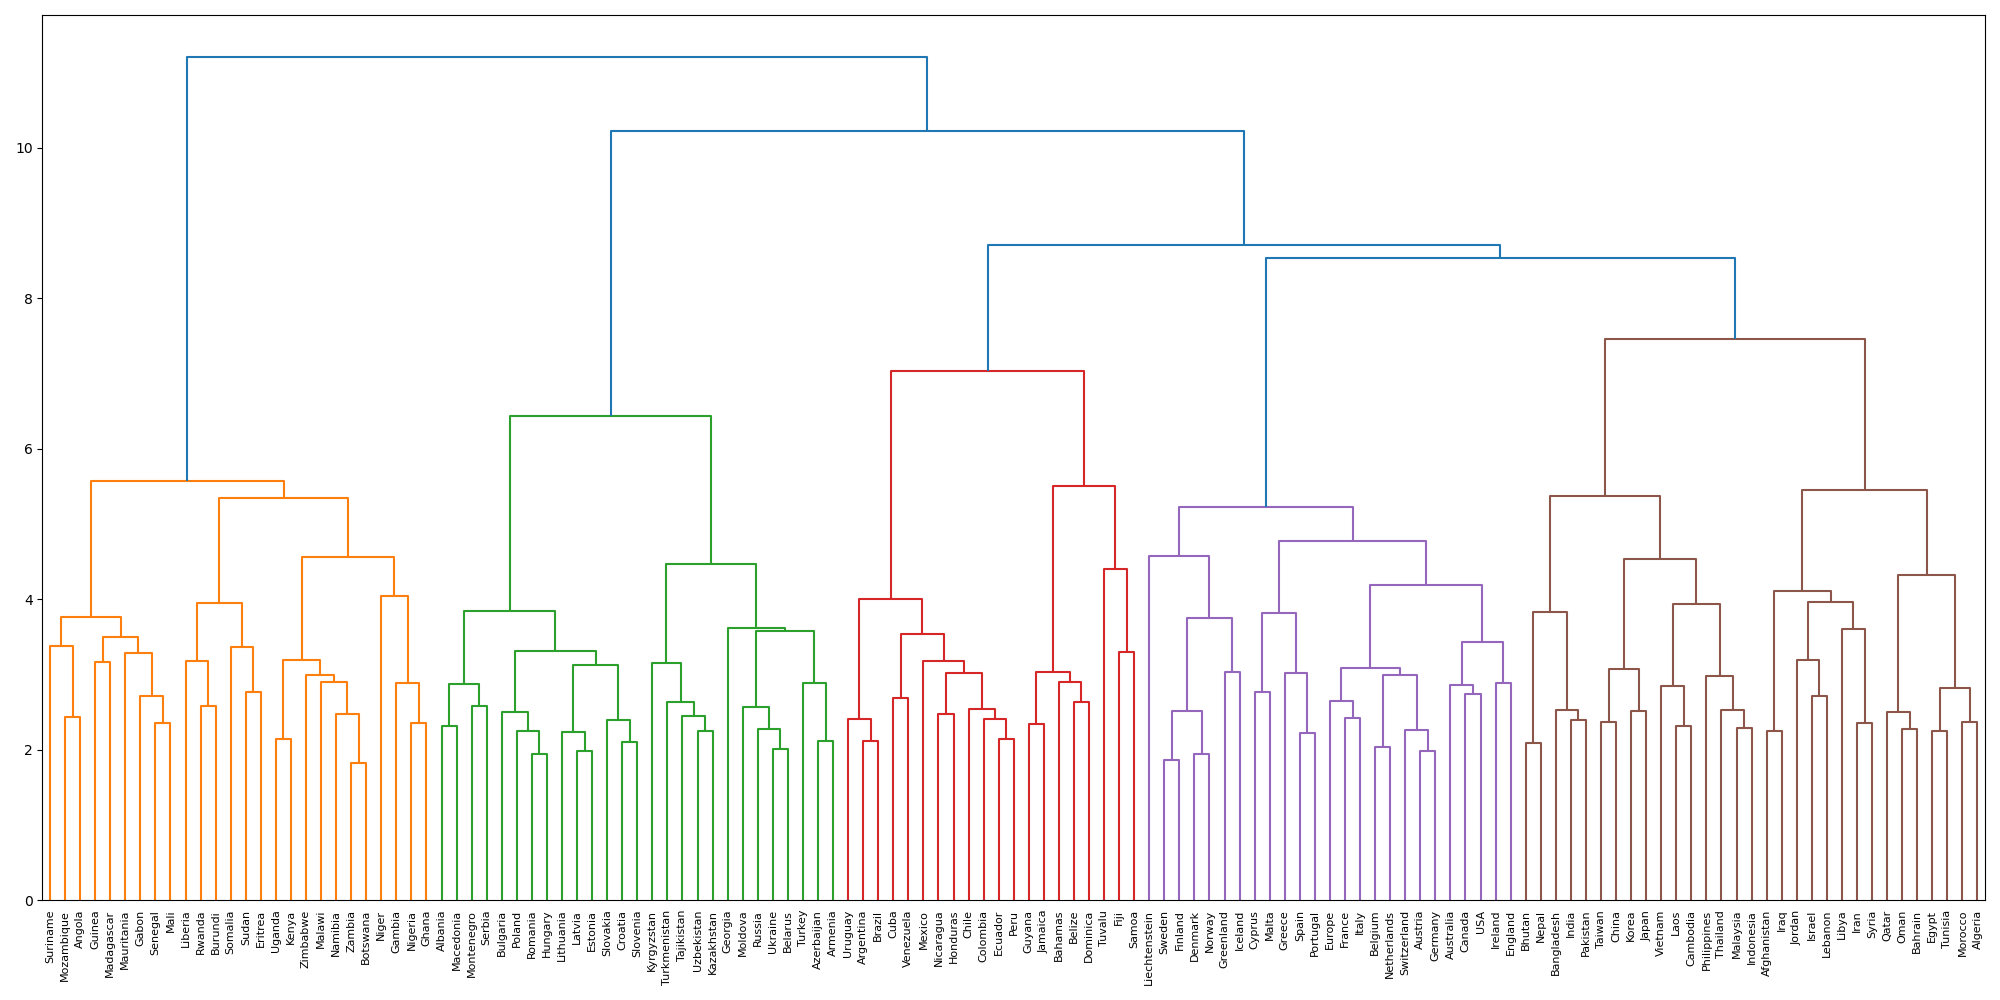 10
8
6
4
2
0
Suriname
Mozambique
Angola
Guinea
Madagascar
Mauritania
Gabon
Senegal
Mali
Liberia
Rwanda
Burundi
Somalia
Sudan
Eritrea
Uganda
Kenya
Zimbabwe
Malawi
Namibia
Zambia
Botswana
Niger
Gambia
Nigeria
Ghana
Albania
Macedonia
Montenegro
Serbia
Bulgaria
Poland
Romania
Hungary
Lithuania
Latvia
Estonia
Slovakia
Croatia
Slovenia
Kyrgyzstan
Turkmenistan
Tajikistan
Uzbekistan
Kazakhstan
Georgia
Moldova
Russia
Ukraine
Belarus
Turkey
Azerbaijan
Armenia
Uruguay
Argentina
Brazil
Cuba
Venezuela
Mexico
Nicaragua
Honduras
Chile
Colombia
Ecuador
Peru
Guyana
Jamaica
Bahamas
Belize
Dominica
Tuvalu
Fiji
Samoa
Liechtenstein
Sweden
Finland
Denmark
Norway
Greenland
Iceland
Cyprus
Malta
Greece
Spain
Portugal
Europe
France
Italy
Belgium
Netherlands
Switzerland
Austria
Germany
Australia
Canada
USA
Ireland
England
Bhutan
Nepal
Bangladesh
India
Pakistan
Taiwan
China
Korea
Japan
Vietnam
Laos
Cambodia
Philippines
Thailand
Malaysia
Indonesia
Afghanistan
Iraq
Jordan
Israel
Lebanon
Libya
Iran
Syria
Qatar
Oman
Bahrain
Egypt
Tunisia
Morocco
Algeria